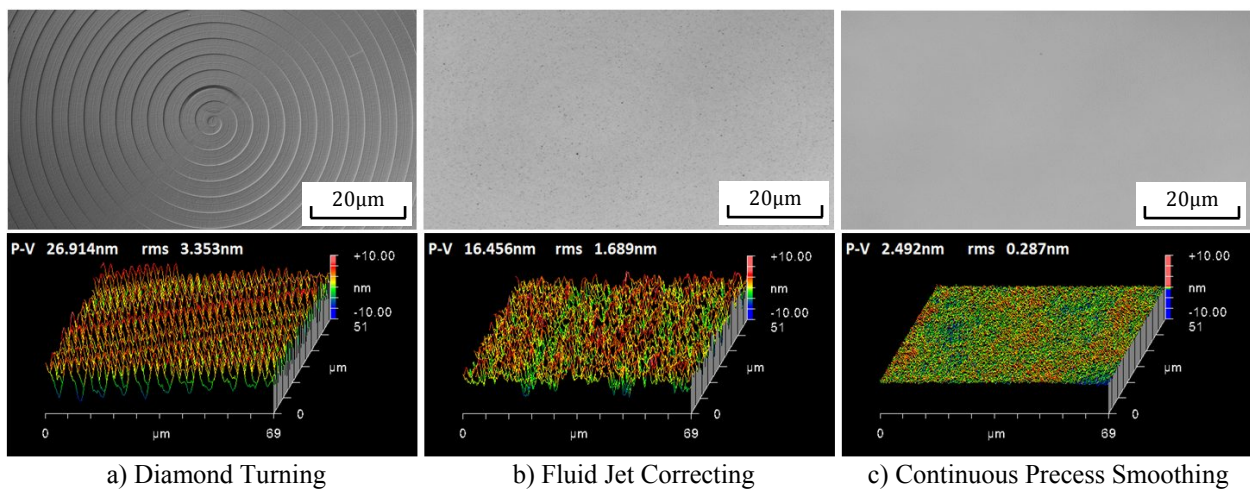 20μm
20μm
20μm
P-V 26.914nm rms 3.353nm
+10.00
nm
-10.00
51
μm
0
0
μm
69
P-V 16.456nm rms 1.689nm
+10.00
nm
-10.00
51
μm
0
0
μm
69
P-V 2.492nm rms 0.287nm
+10.00
nm
-10.00
51
μm
0
0
μm
69
a) Diamond Turning
b) Fluid Jet Correcting
c) Continuous Precess Smoothing